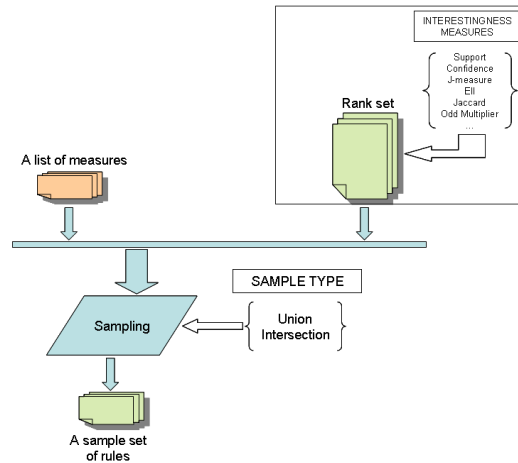 INTERESTINGNESS
MEASURES
Support
Confidence
J-measure
EII
Jaccard
Odd Multiplier
...
Rank set
A list of measures
SAMPLE TYPE
Union
Intersection
Sampling
A sample set
of rules